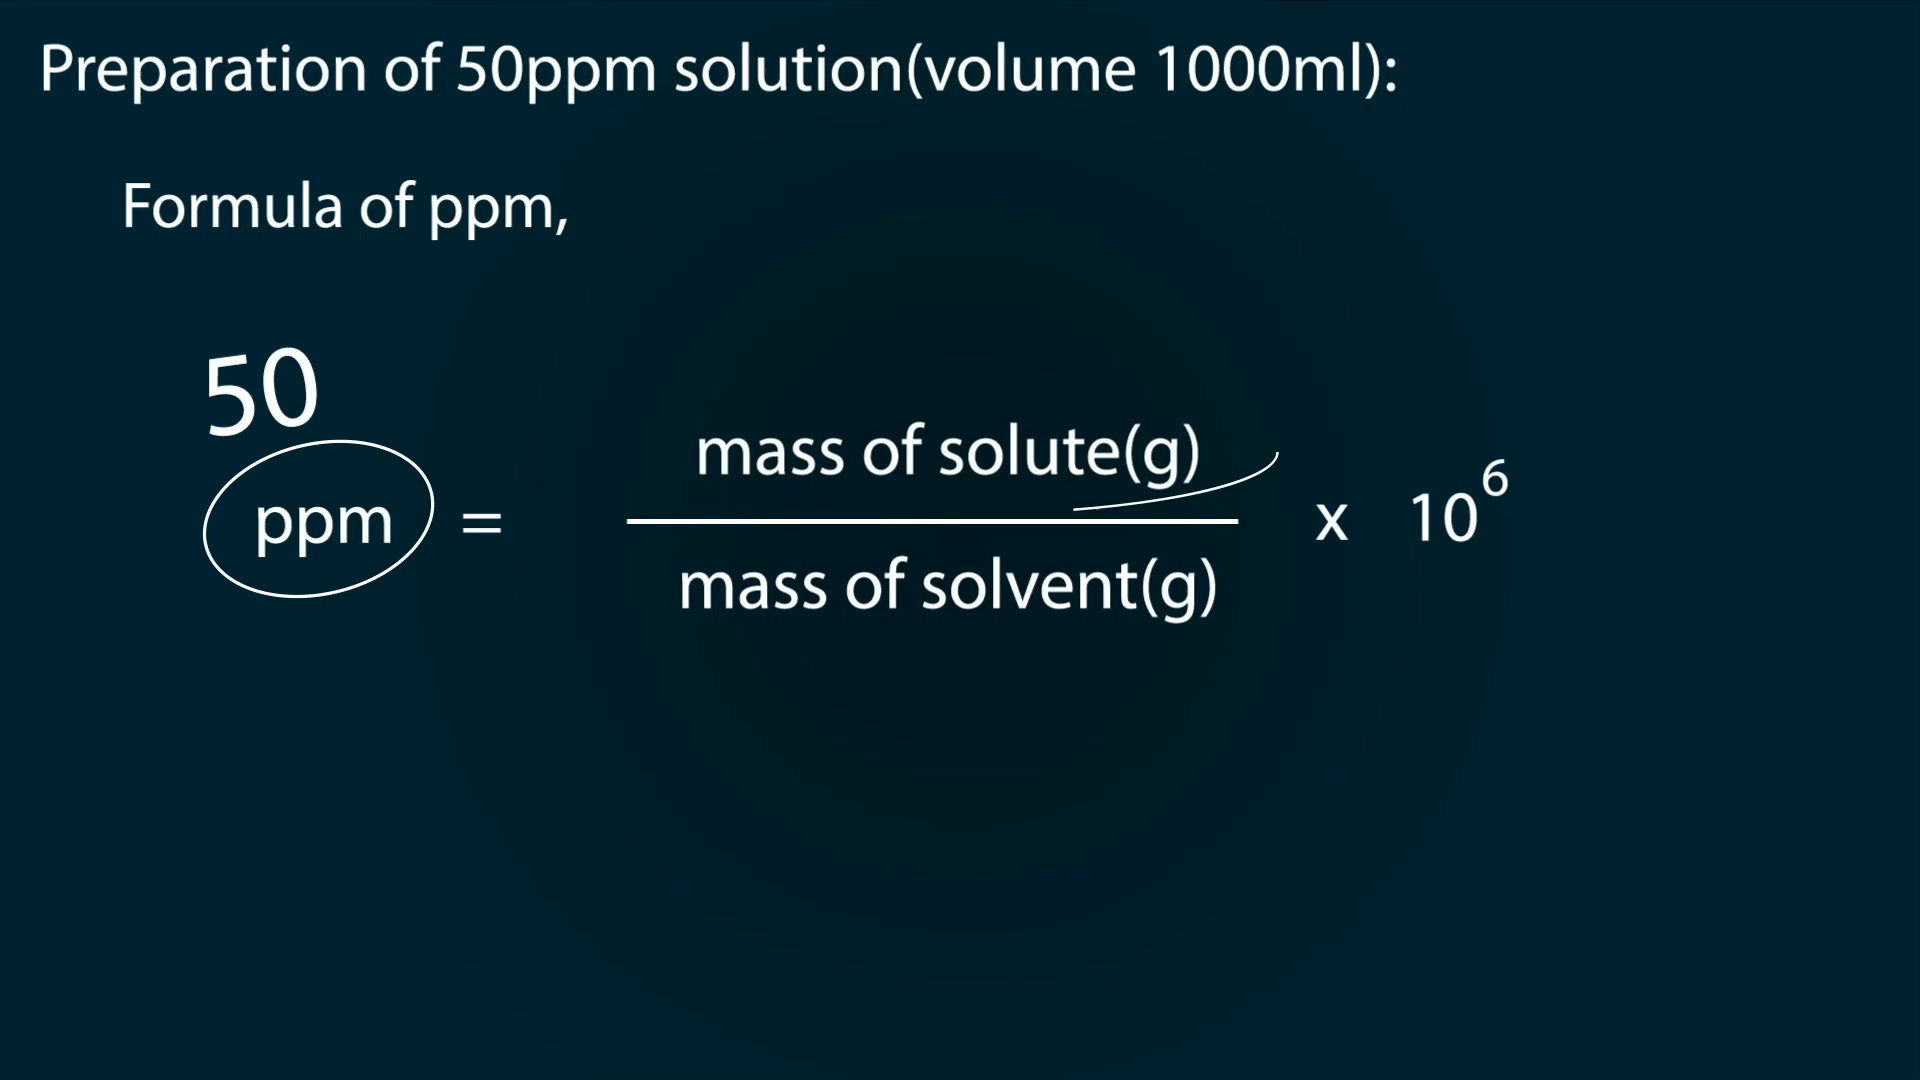 Preparation of 50ppm solution(volume 1000ml):
Formula of ppm,
50
ppm = mass of solute(g)
mass of solvent(g) x 10^6